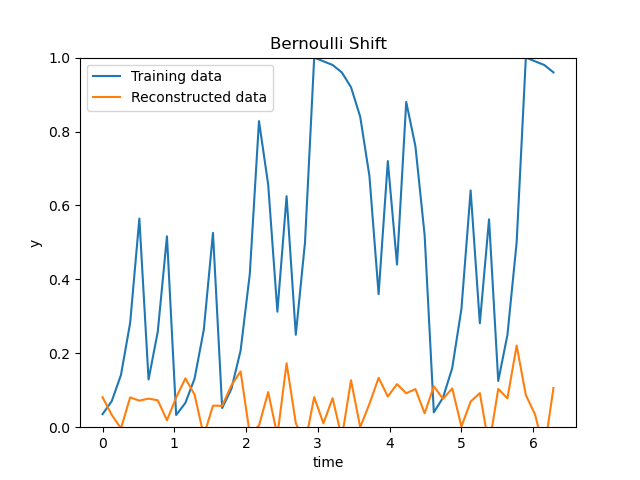 Bernoulli Shift
Training data
Reconstructed data
1.0
0.8
0.6
0.4
0.2
0.0
y
0 1 2 3 4 5 6
time